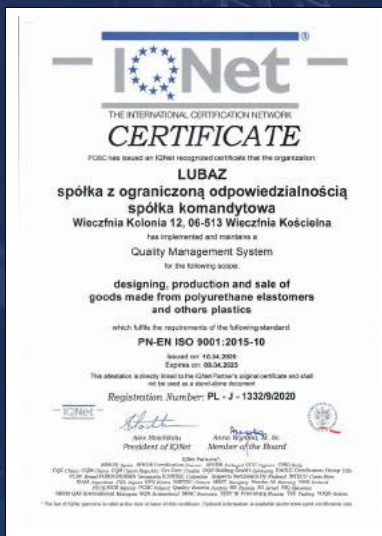 IQNet
®
THE INTERNATIONAL CERTIFICATION NETWORK
CERTIFICATE
PCBC has issued an IQNet recognized certificate that the organization:
LUBAZ
spółka z ograniczoną odpowiedzialnością
spółka komandytowa
Wieczfnia Kolonia 12, 06-513 Wieczfnia Kościelna
has implemented and maintains a
Quality Management System
for the following scope:
designing, production and sale of
goods made from polyurethane elastomers
and others plastics
which fulfils the requirements of the following standard:
PN-EN ISO 9001:2015-10
Issued on: 10.04.2020
Expires on: 09.04.2023
This attestation is directly linked to the IQNet Partner's original certificate and shall
not be used as a stand-alone document
Registration Number: PL - J - 1332/9/2020
IQNet
Alex Stoichitoiu
President of IQNet
Anna Wyroba, M. Sc.
Member of the Board
IQNet Partners*: